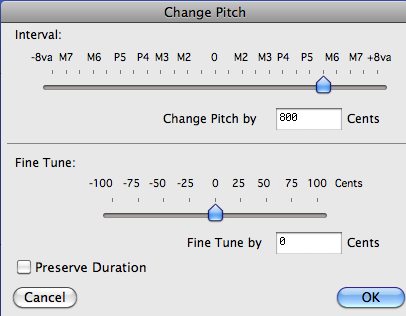 Change Pitch
Interval:
-8va M7 M6 P5 P4 M3 M2 0 M2 M3 P4 P5 M6 M7 +8va
Change Pitch by 800 Cents
Fine Tune:
-100 -75 -50 -25 0 25 50 75 100 Cents
Fine Tune by 0 Cents
Preserve Duration
Cancel OK